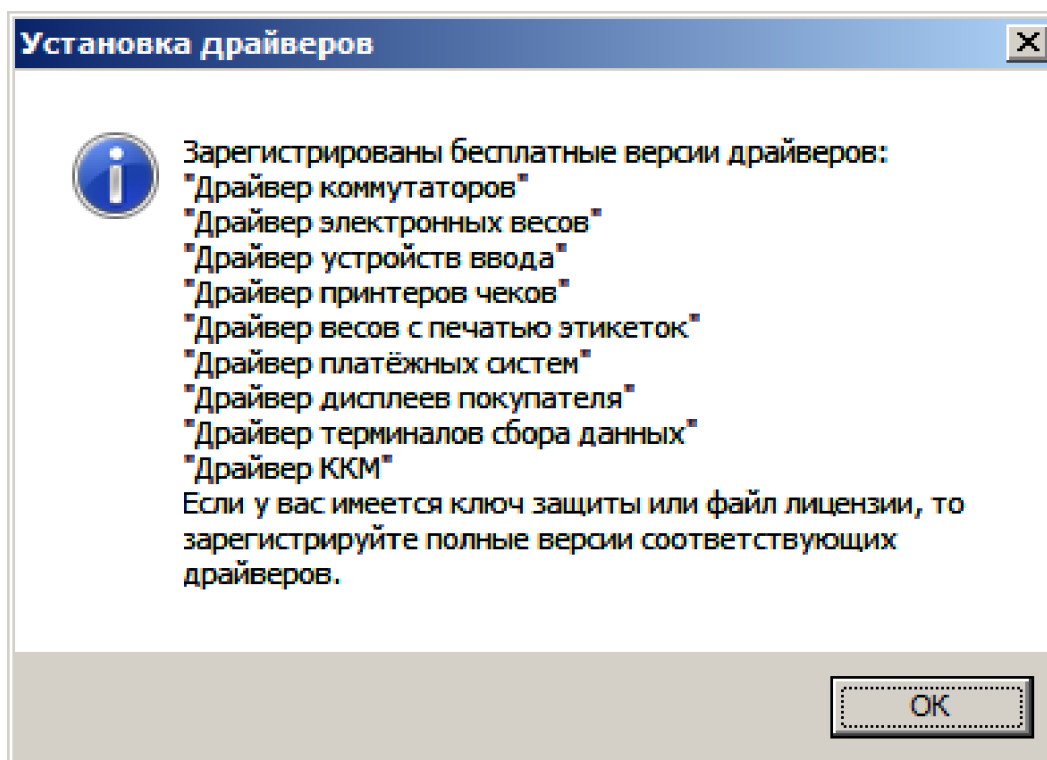 Установка драйверов
Зарегистрированы бесплатные версии драйверов:
"Драйвер коммутаторов"
"Драйвер электронных весов"
"Драйвер устройств ввода"
"Драйвер принтеров чеков"
"Драйвер весов с печатью этикеток"
"Драйвер платёжных систем"
"Драйвер дисплеев покупателя"
"Драйвер терминалов сбора данных"
"Драйвер ККМ"
Если у вас имеется ключ защиты или файл лицензии, то
зарегистрируйте полные версии соответствующих
драйверов.
OK